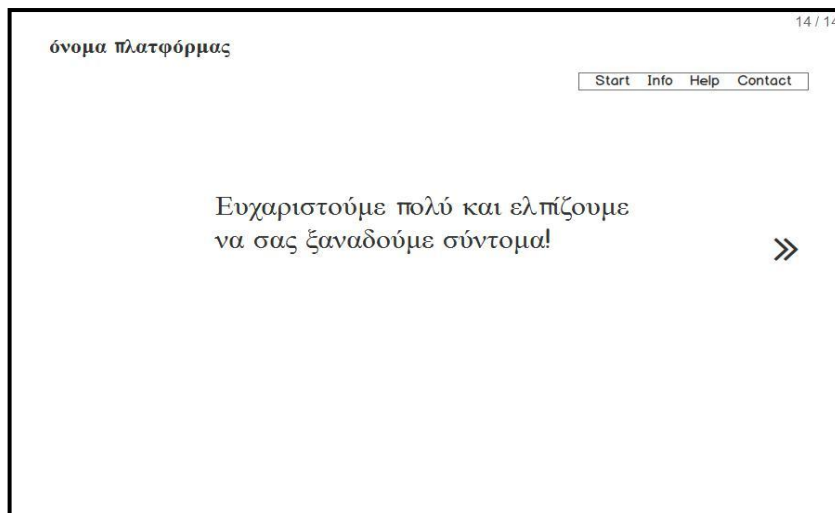 14 / 14
όνομα πλατφόρμας
Start Info Help Contact
Ευχαριστούμε πολύ και ελπίζουμε
να σας ξαναδούμε σύντομα!
»